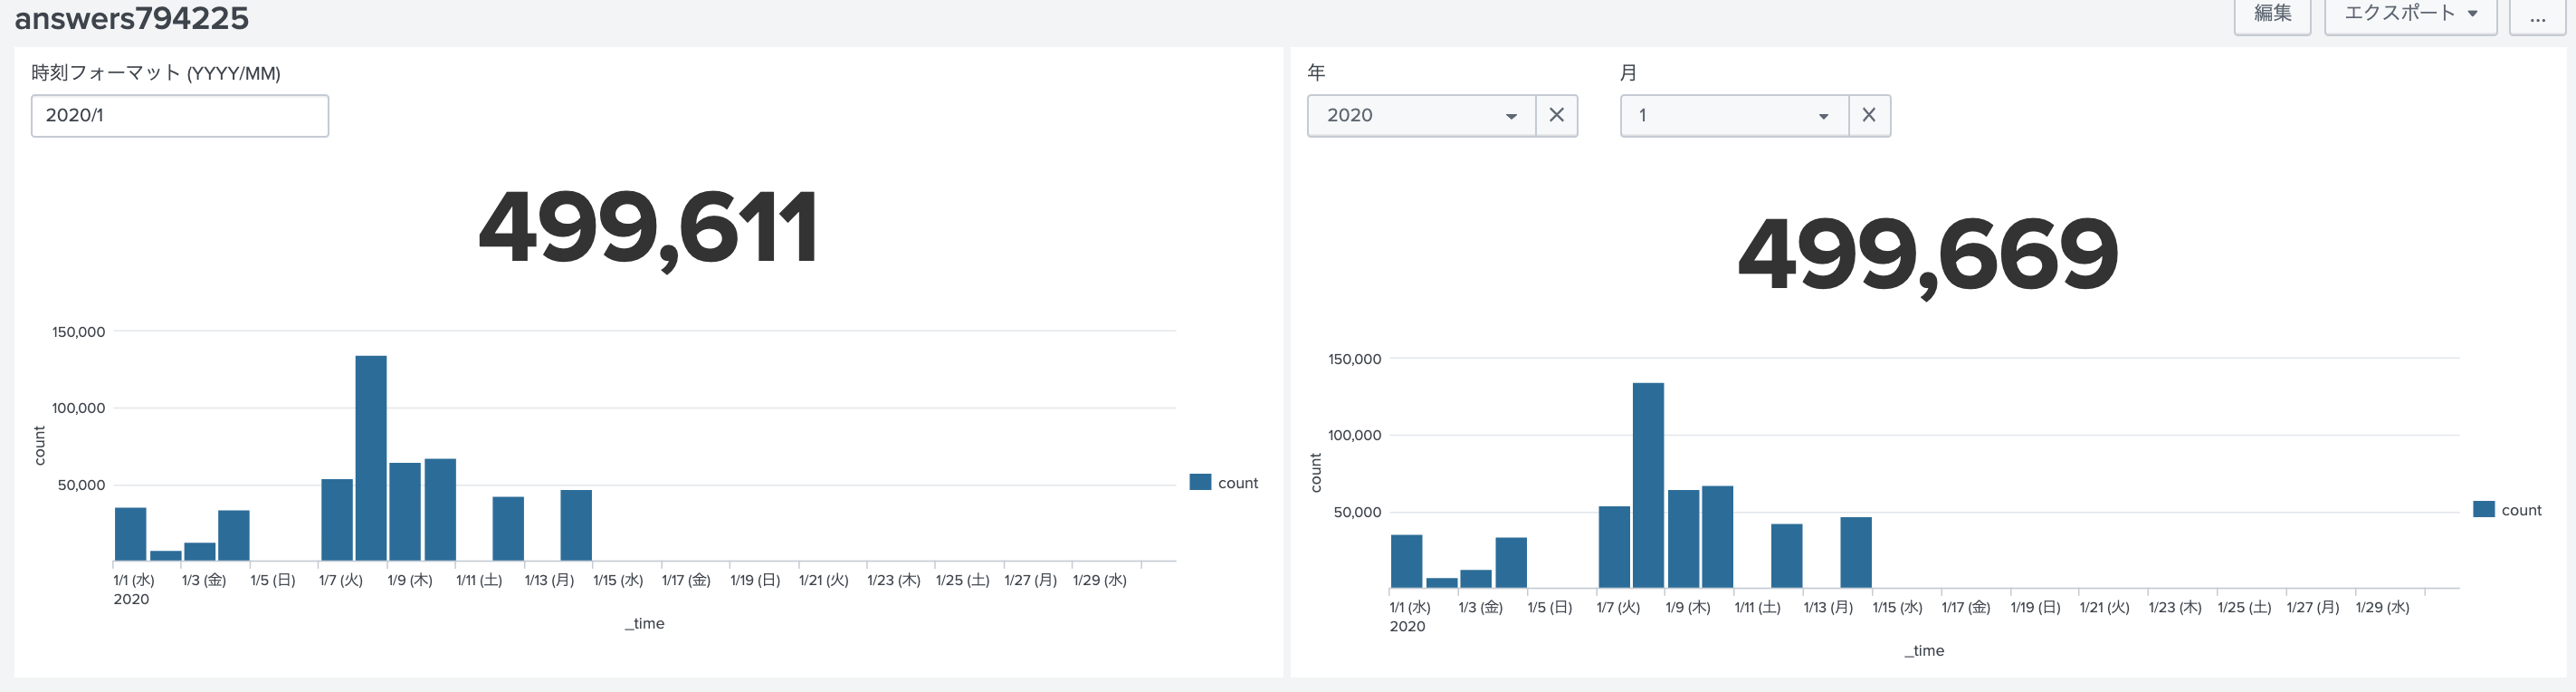 answers794225
編集
エクスポート
...
時刻フォーマット (YYYY/MM)
2020/1
499,611
150,000
100,000
50,000
count
1/1 (水) 1/3 (金) 1/5 (日) 1/7 (火) 1/9 (木) 1/11 (土) 1/13 (月) 1/15 (水) 1/17 (金) 1/19 (日) 1/21 (火) 1/23 (木) 1/25 (土) 1/27 (月) 1/29 (水)
2020
_time
count
年
月
2020
1
499,669
150,000
100,000
50,000
count
1/1 (水) 1/3 (金) 1/5 (日) 1/7 (火) 1/9 (木) 1/11 (土) 1/13 (月) 1/15 (水) 1/17 (金) 1/19 (日) 1/21 (火) 1/23 (木) 1/25 (土) 1/27 (月) 1/29 (水)
2020
_time
count